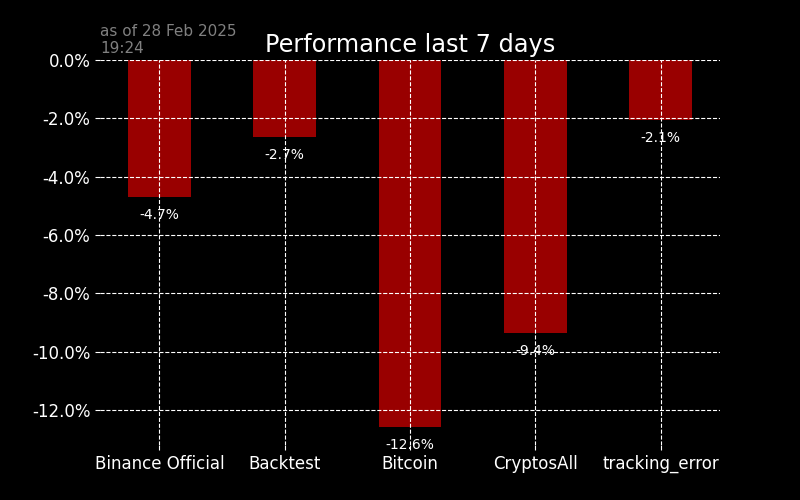 as of 28 Feb 2025
19:24
Performance last 7 days
0.0%
-2.0%
-4.0%
-6.0%
-8.0%
-10.0%
-12.0%
-4.7%
-2.7%
-12.6%
-9.4%
-2.1%
Binance Official
Backtest
Bitcoin
CryptosAll
tracking_error